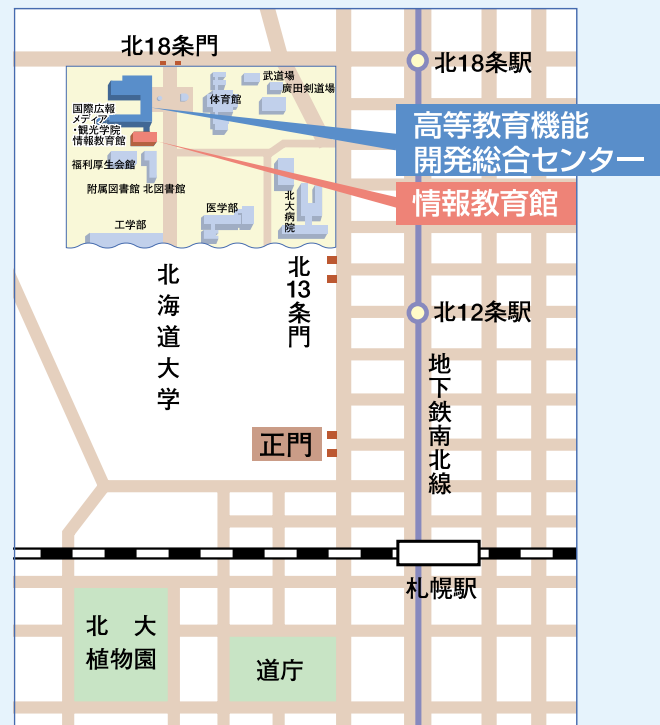 北18条門
北18条駅
武道場
廣田剣道場
体育館
国際広報
メディア
・観光学院
情報教育館
高等教育機能
開発総合センター
情報教育館
福利厚生会館
附属図書館 北図書館
北大病院
医学部
工学部
北海道大学
北13条門
北12条駅
地下鉄南北線
正門
札幌駅
北 大
植物園
道庁